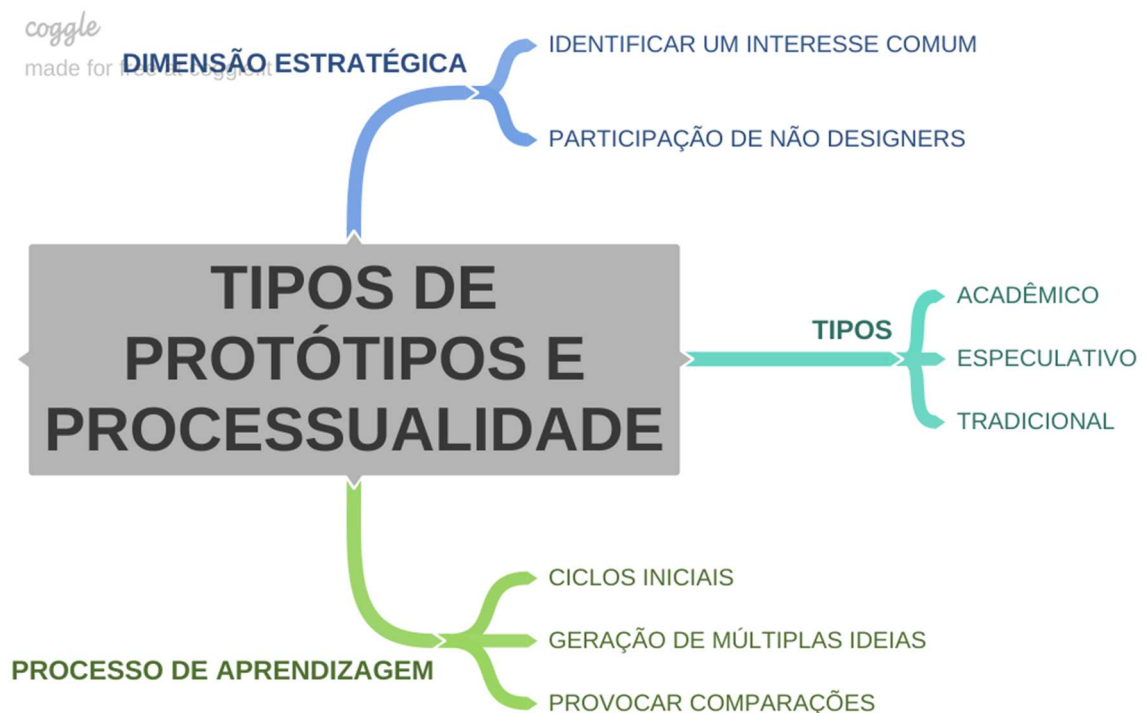 coggle
made for free at coggle.it
DIMENSÃO ESTRATÉGICA
IDENTIFICAR UM INTERESSE COMUM
PARTICIPAÇÃO DE NÃO DESIGNERS
TIPOS DE
PROTÓTIPOS E
PROCESSUALIDADE
TIPOS
ACADÊMICO
ESPECULATIVO
TRADICIONAL
CICLOS INICIAIS
GERAÇÃO DE MÚLTIPLAS IDEIAS
PROCESSO DE APRENDIZAGEM
PROVOCAR COMPARAÇÕES